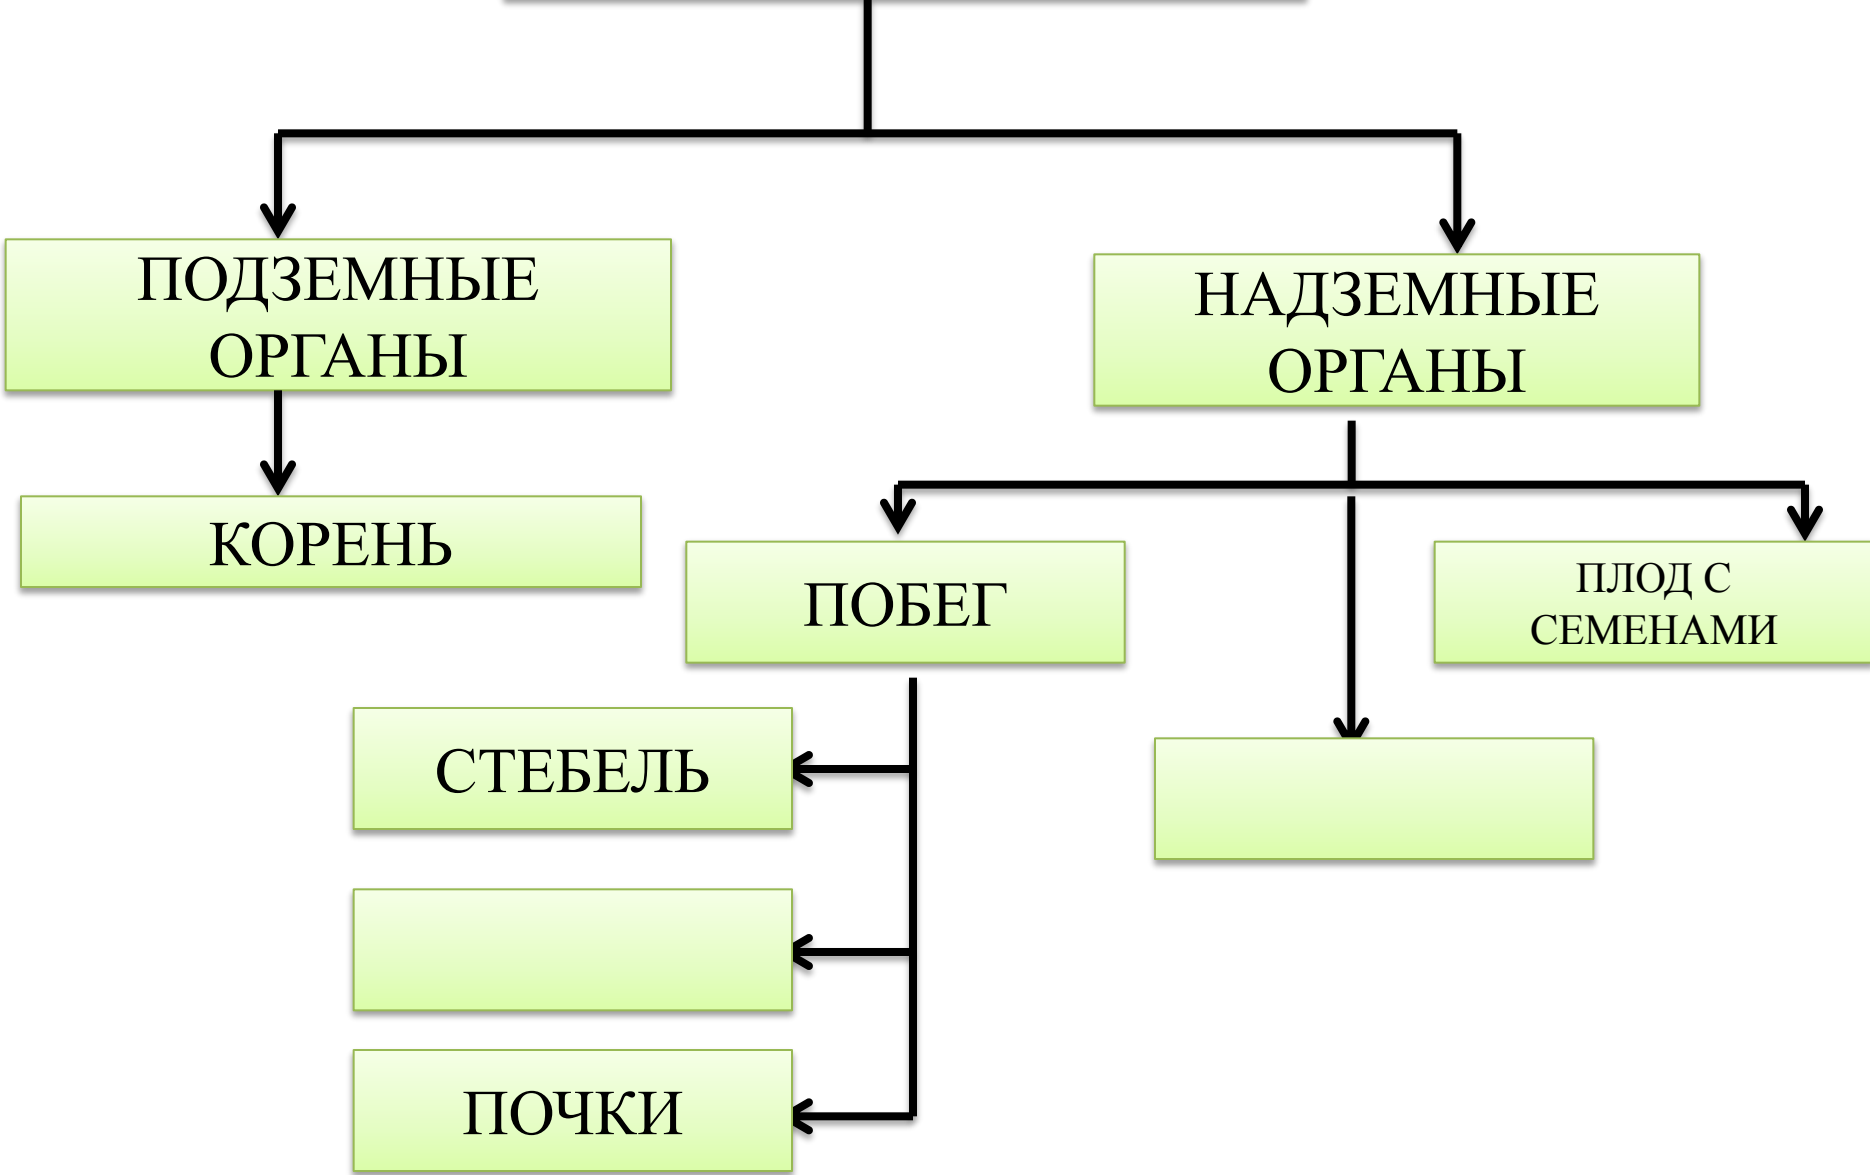 ПОДЗЕМНЫЕ
ОРГАНЫ
НАДЗЕМНЫЕ
ОРГАНЫ
КОРЕНЬ
ПОБЕГ
ПЛОД С
СЕМЕНАМИ
СТЕБЕЛЬ
ПОЧКИ